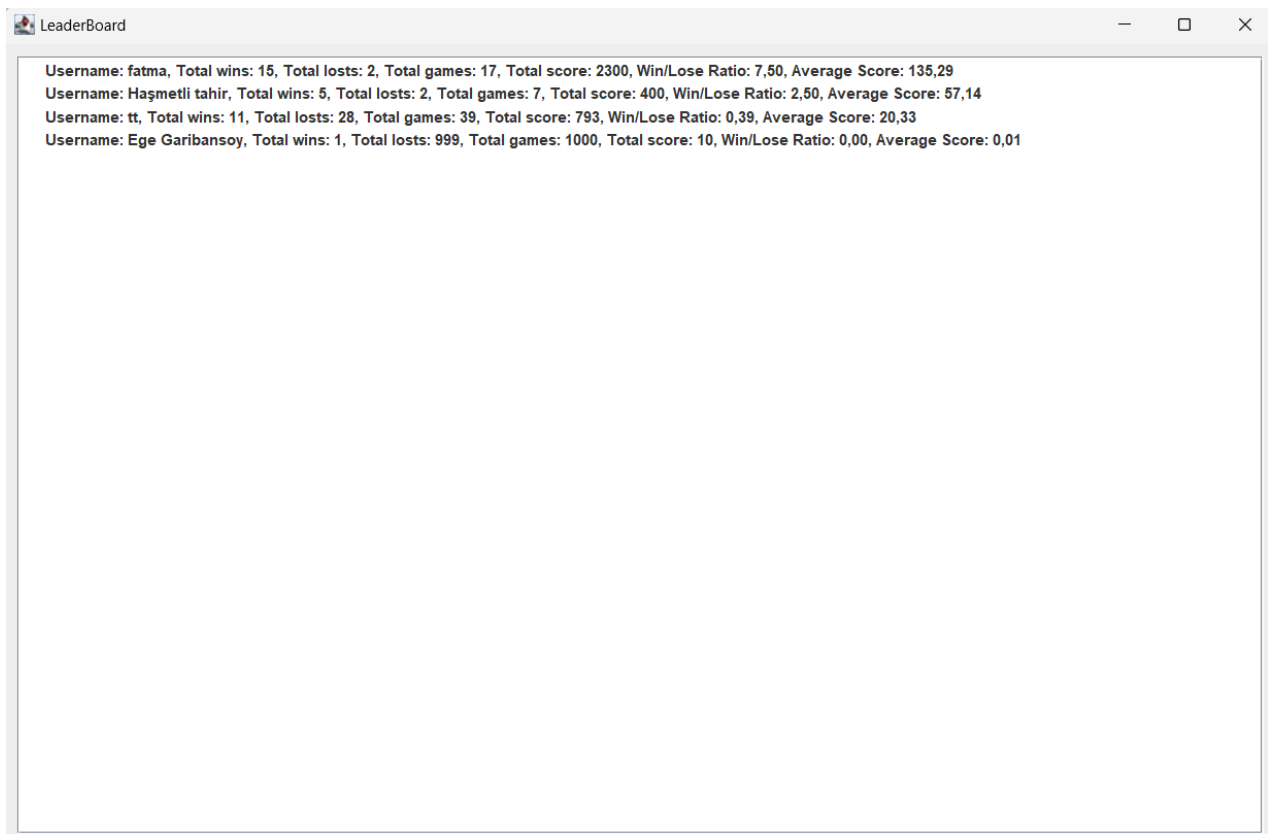 LeaderBoard
Username: fatma, Total wins: 15, Total losts: 2, Total games: 17, Total score: 2300, Win/Lose Ratio: 7,50, Average Score: 135,29
Username: Haşmetli tahir, Total wins: 5, Total losts: 2, Total games: 7, Total score: 400, Win/Lose Ratio: 2,50, Average Score: 57,14
Username: tt, Total wins: 11, Total losts: 28, Total games: 39, Total score: 793, Win/Lose Ratio: 0,39, Average Score: 20,33
Username: Ege Garibansoy, Total wins: 1, Total losts: 999, Total games: 1000, Total score: 10, Win/Lose Ratio: 0,00, Average Score: 0,01